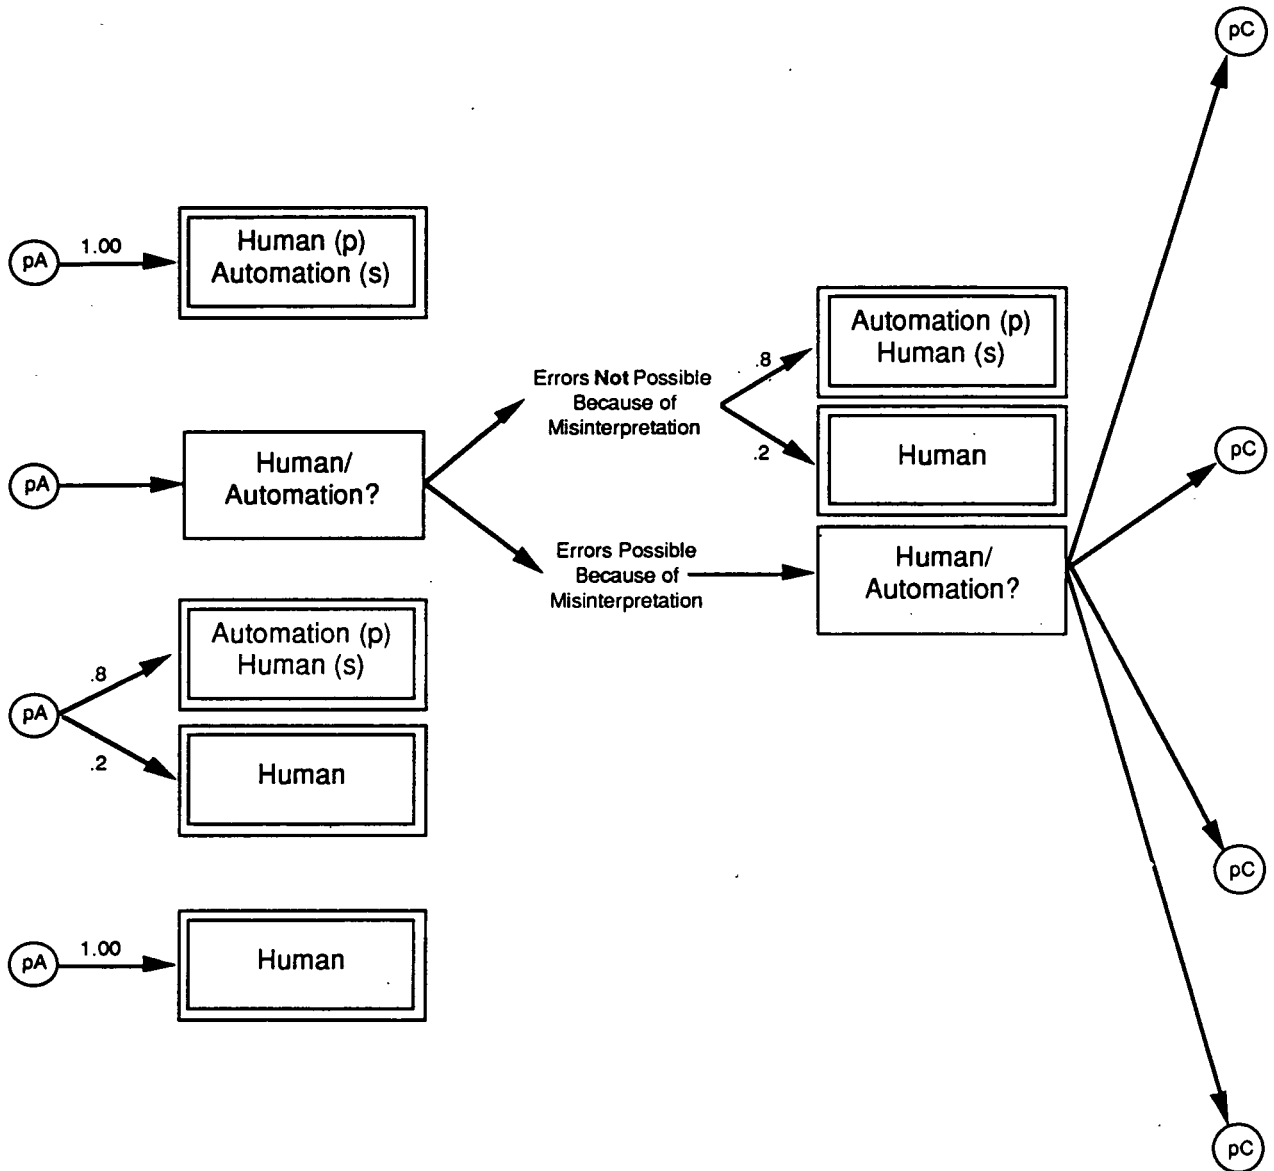 pC
pA
1.00
Human (p)
Automation (s)
Errors Not Possible
Because of
Misinterpretation
.8
.2
Automation (p)
Human (s)
Human
pC
pA
Human/
Automation?
Errors Possible
Because of
Misinterpretation
Human/
Automation?
pA
.8
.2
Automation (p)
Human (s)
Human
pC
pA
1.00
Human
pC